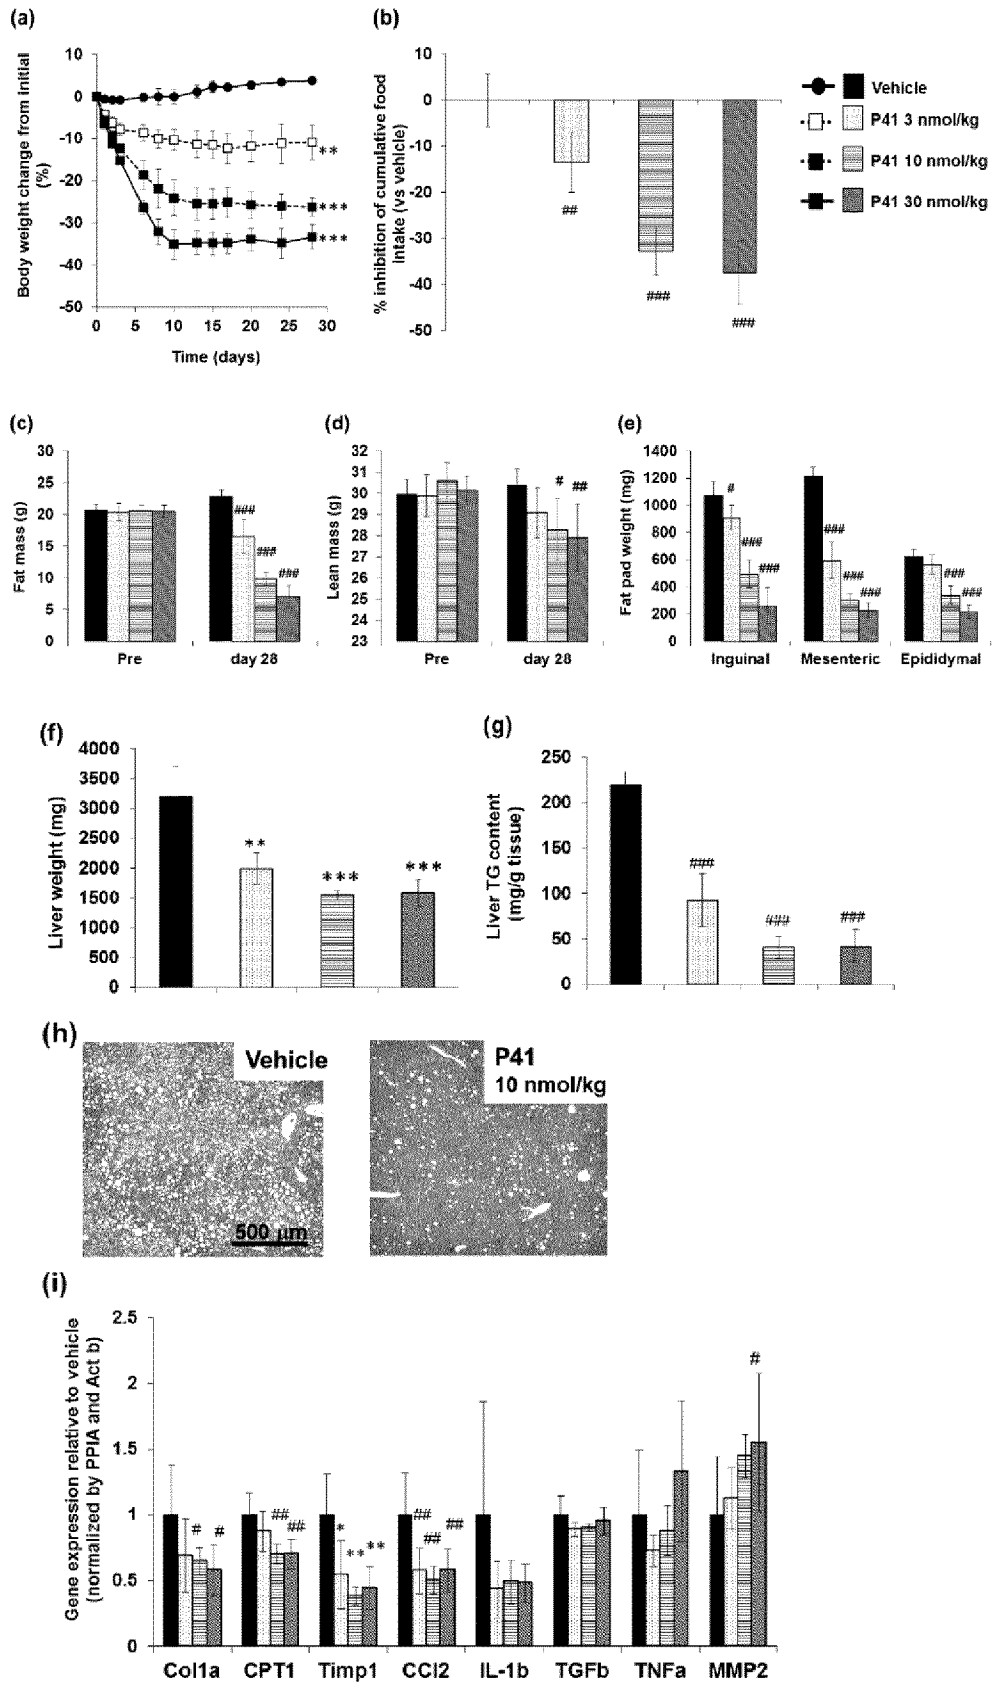 (a)
Body weight change from initial
(%)
10
0
-10
-20
-30
-40
-50
**
***
***
0 5 10 15 20 25 30
Time (days)
(b)
% inhibition of cumulative food
intake (vs vehicle)
10
0
-10
-20
-30
-40
-50
##
###
###
Vehicle
P41 3 nmol/kg
P41 10 nmol/kg
P41 30 nmol/kg
(c)
Fat mass (g)
30
25
20
15
10
5
0
###
###
###
Pre day 28
(d)
Lean mass (g)
32
31
30
29
28
27
26
25
24
23
# ##
Pre day 28
(e)
Fat pad weight (mg)
1400
1200
1000
800
600
400
200
0
#
###
###
###
###
###
###
###
Inguinal Mesenteric Epididymal
(f)
Liver weight (mg)
4000
3500
3000
2500
2000
1500
1000
500
0
**
***
***
(g)
Liver TG content
(mg/g tissue)
250
200
150
100
50
0
###
###
###
(h)
Vehicle
500 µm
P41
10 nmol/kg
(i)
Gene expression relative to vehicle
(normalized by PPIA and Act b)
2.5
2
1.5
1
0.5
0
# #
## ##
* ** **
## ## ##
#
Col1a CPT1 Timp1 CCl2 IL-1b TGFb TNFa MMP2